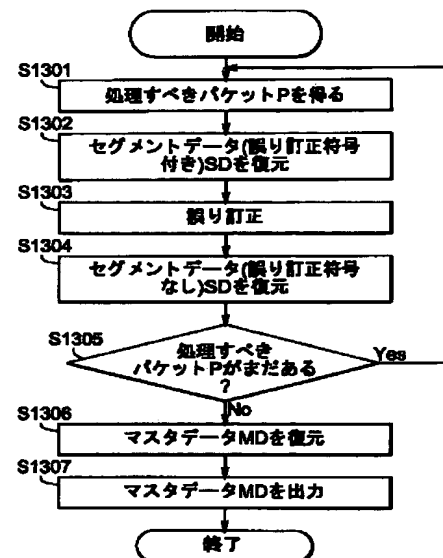 開始
S1301
処理すべきパケットPを得る
S1302
セグメントデータ(誤り訂正符号
付き)SDを復元
S1303
誤り訂正
S1304
セグメントデータ(誤り訂正符号
なし)SDを復元
S1305
処理すべき
パケットPがまだある
?
Yes
No
S1306
マスタデータMDを復元
S1307
マスタデータMDを出力
終了